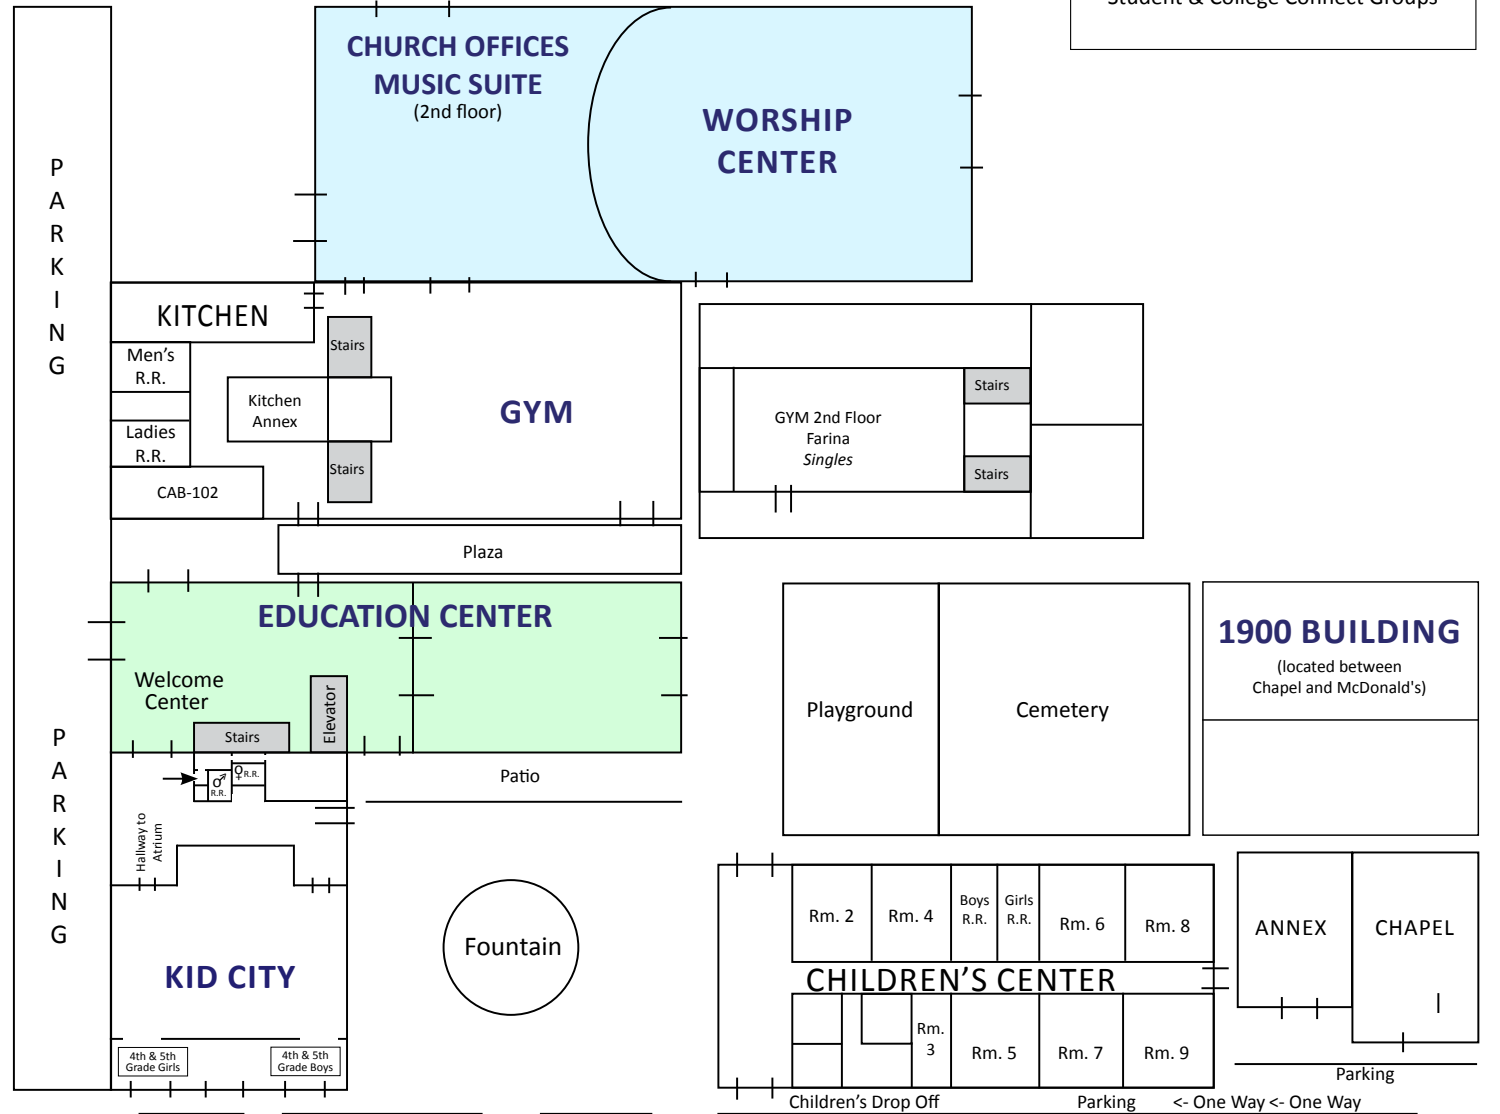 Student & College Connect Groups
CHURCH OFFICES
MUSIC SUITE
(2nd floor)
WORSHIP
CENTER
PARKING
KITCHEN
Men's
R.R.
Ladies
R.R.
CAB-102
Kitchen
Annex
Stairs
Stairs
GYM
GYM 2nd Floor
Farina
Singles
Stairs
Stairs
Plaza
EDUCATION CENTER
Welcome
Center
Stairs
Elevator
♂
R.R.
♀R.R.
Patio
Playground
Cemetery
1900 BUILDING
(located between
Chapel and McDonald's)
PARKING
Hallway to
Atrium
KID CITY
4th & 5th
Grade Girls
4th & 5th
Grade Boys
Fountain
Rm. 2
Rm. 4
Boys
R.R.
Girls
R.R.
Rm. 6
Rm. 8
CHILDREN'S CENTER
Rm.
3
Rm. 5
Rm. 7
Rm. 9
ANNEX
CHAPEL
Parking
Children's Drop Off
Parking
<- One Way <- One Way